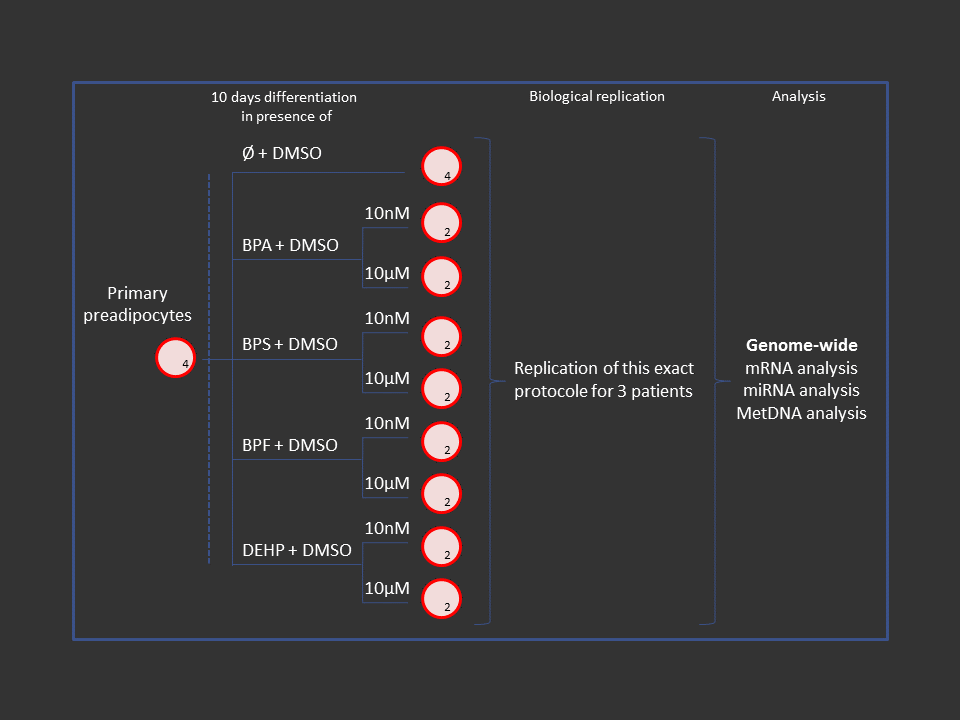 10 days differentiation
in presence of
Biological replication
Analysis
Ø + DMSO
4
10nM
2
BPA + DMSO
10µM
2
Primary
preadipocytes
4
10nM
2
BPS + DMSO
10µM
2
10nM
2
BPF + DMSO
10µM
2
10nM
2
DEHP + DMSO
10µM
2
Replication of this exact
protocole for 3 patients
Genome-wide
mRNA analysis
miRNA analysis
MetDNA analysis